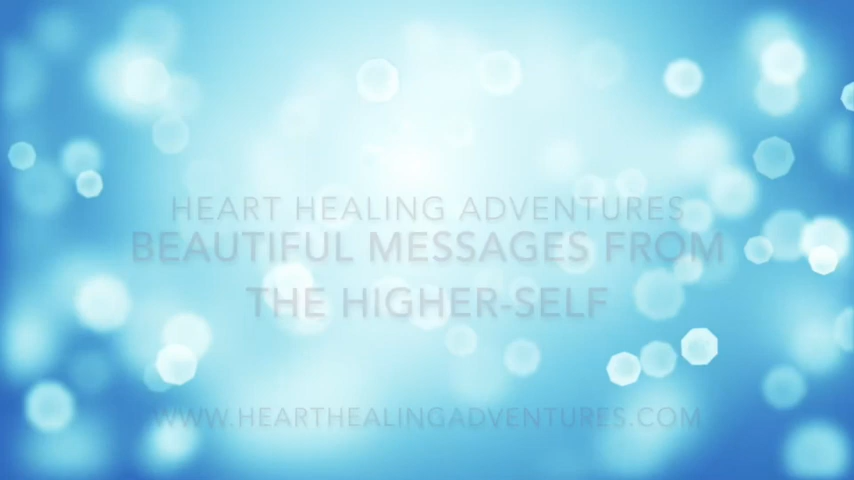 HEART HEALING ADVENTURES
BEAUTIFUL MESSAGES FROM
THE HIGHER-SELF
WWW.HEARTHEALINGADVENTURES.COM